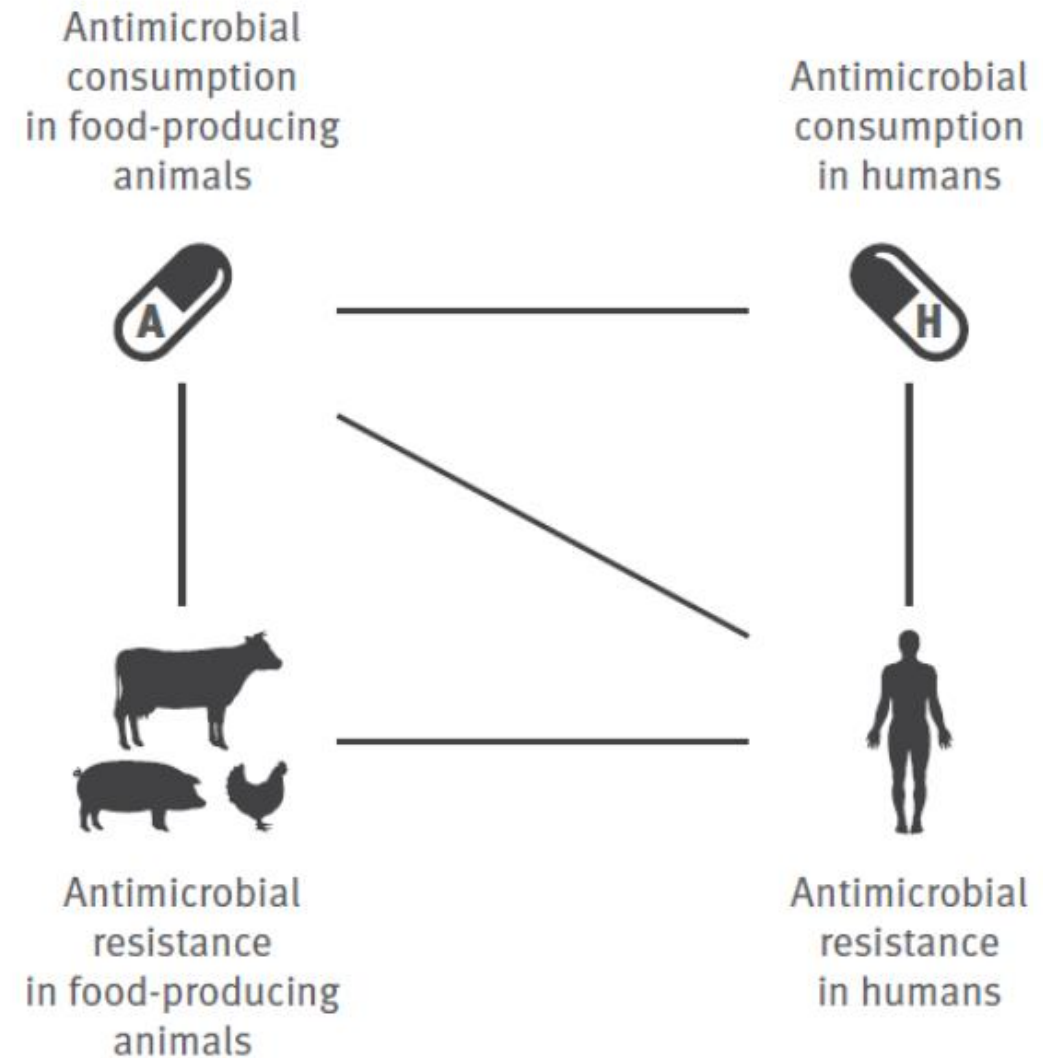 Antimicrobial
consumption
in food-producing
animals
Antimicrobial
consumption
in humans
A
H
Antimicrobial
resistance
in food-producing
animals
Antimicrobial
resistance
in humans